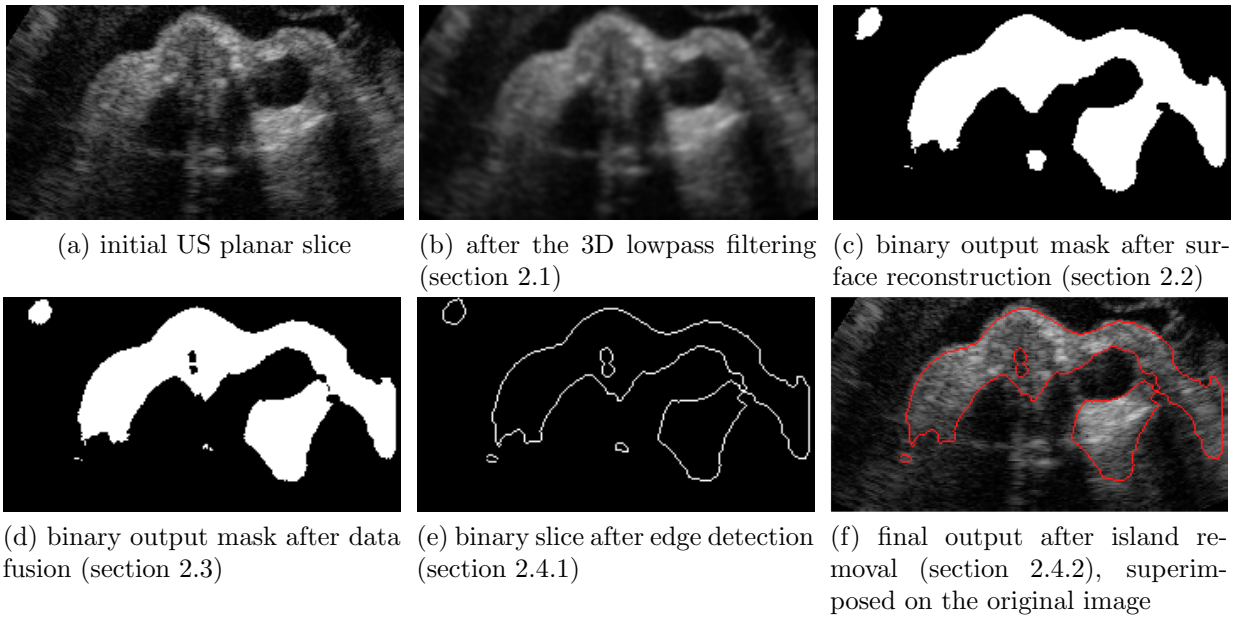 (a) initial US planar slice
(b) after the 3D lowpass filtering
(section 2.1)
(c) binary output mask after sur-
face reconstruction (section 2.2)
(d) binary output mask after data
fusion (section 2.3)
(e) binary slice after edge detection
(section 2.4.1)
(f) final output after island re-
moval (section 2.4.2), superim-
posed on the original image